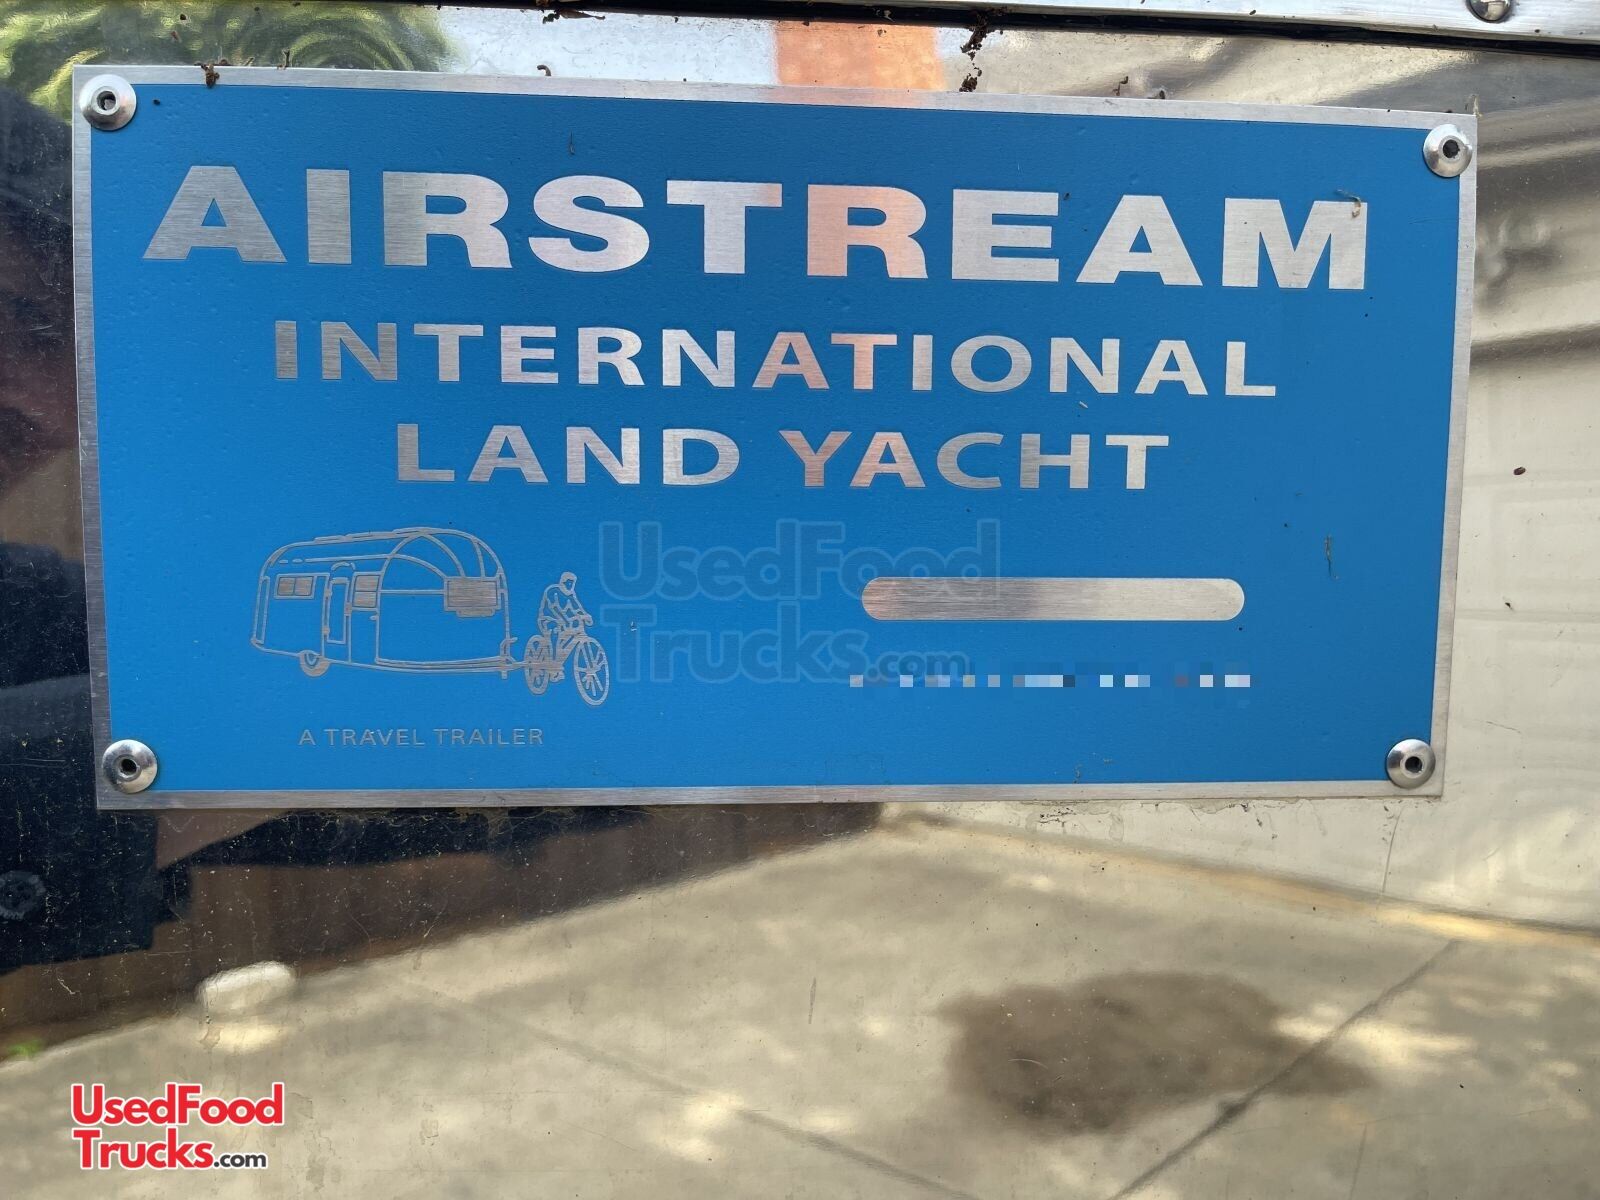 AIRSTREAM
INTERNATIONAL
LAND YACHT
UsedFood
Trucks.com
A TRAVEL TRAILER
UsedFood
Trucks.com